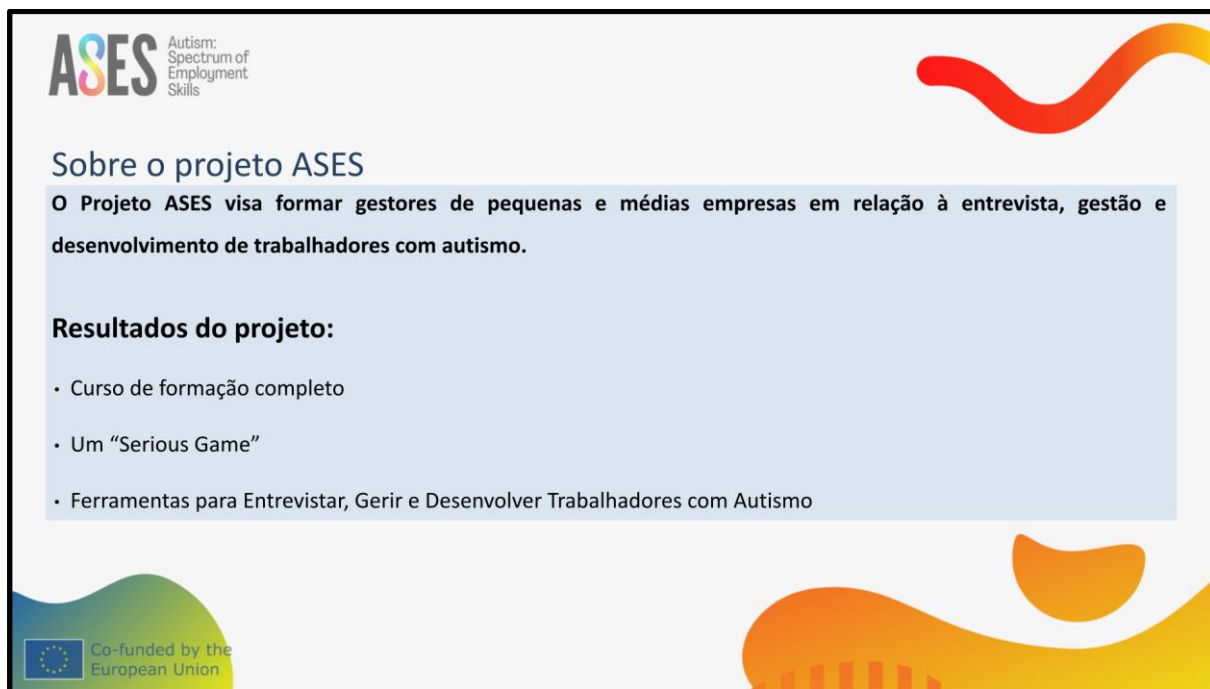 ASES
Autism:
Spectrum of
Employment
Skills
Sobre o projeto ASES
O Projeto ASES visa formar gestores de pequenas e médias empresas em relação à entrevista, gestão e
desenvolvimento de trabalhadores com autismo.
Resultados do projeto:
• Curso de formação completo
• Um “Serious Game”
• Ferramentas para Entrevistar, Gerir e Desenvolver Trabalhadores com Autismo
Co-funded by the
European Union